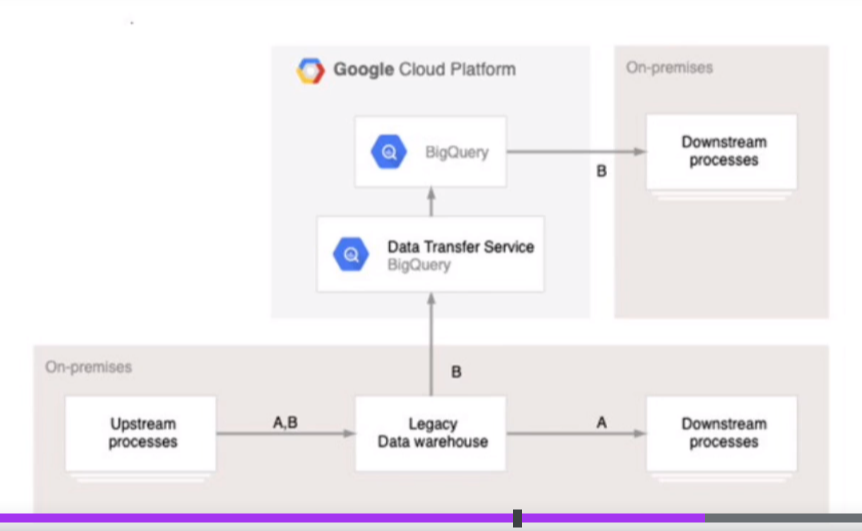 Google Cloud Platform
On-premises
BigQuery
B
Downstream
processes
Data Transfer Service
BigQuery
B
On-premises
Upstream
processes
A,B
Legacy
Data warehouse
A
Downstream
processes